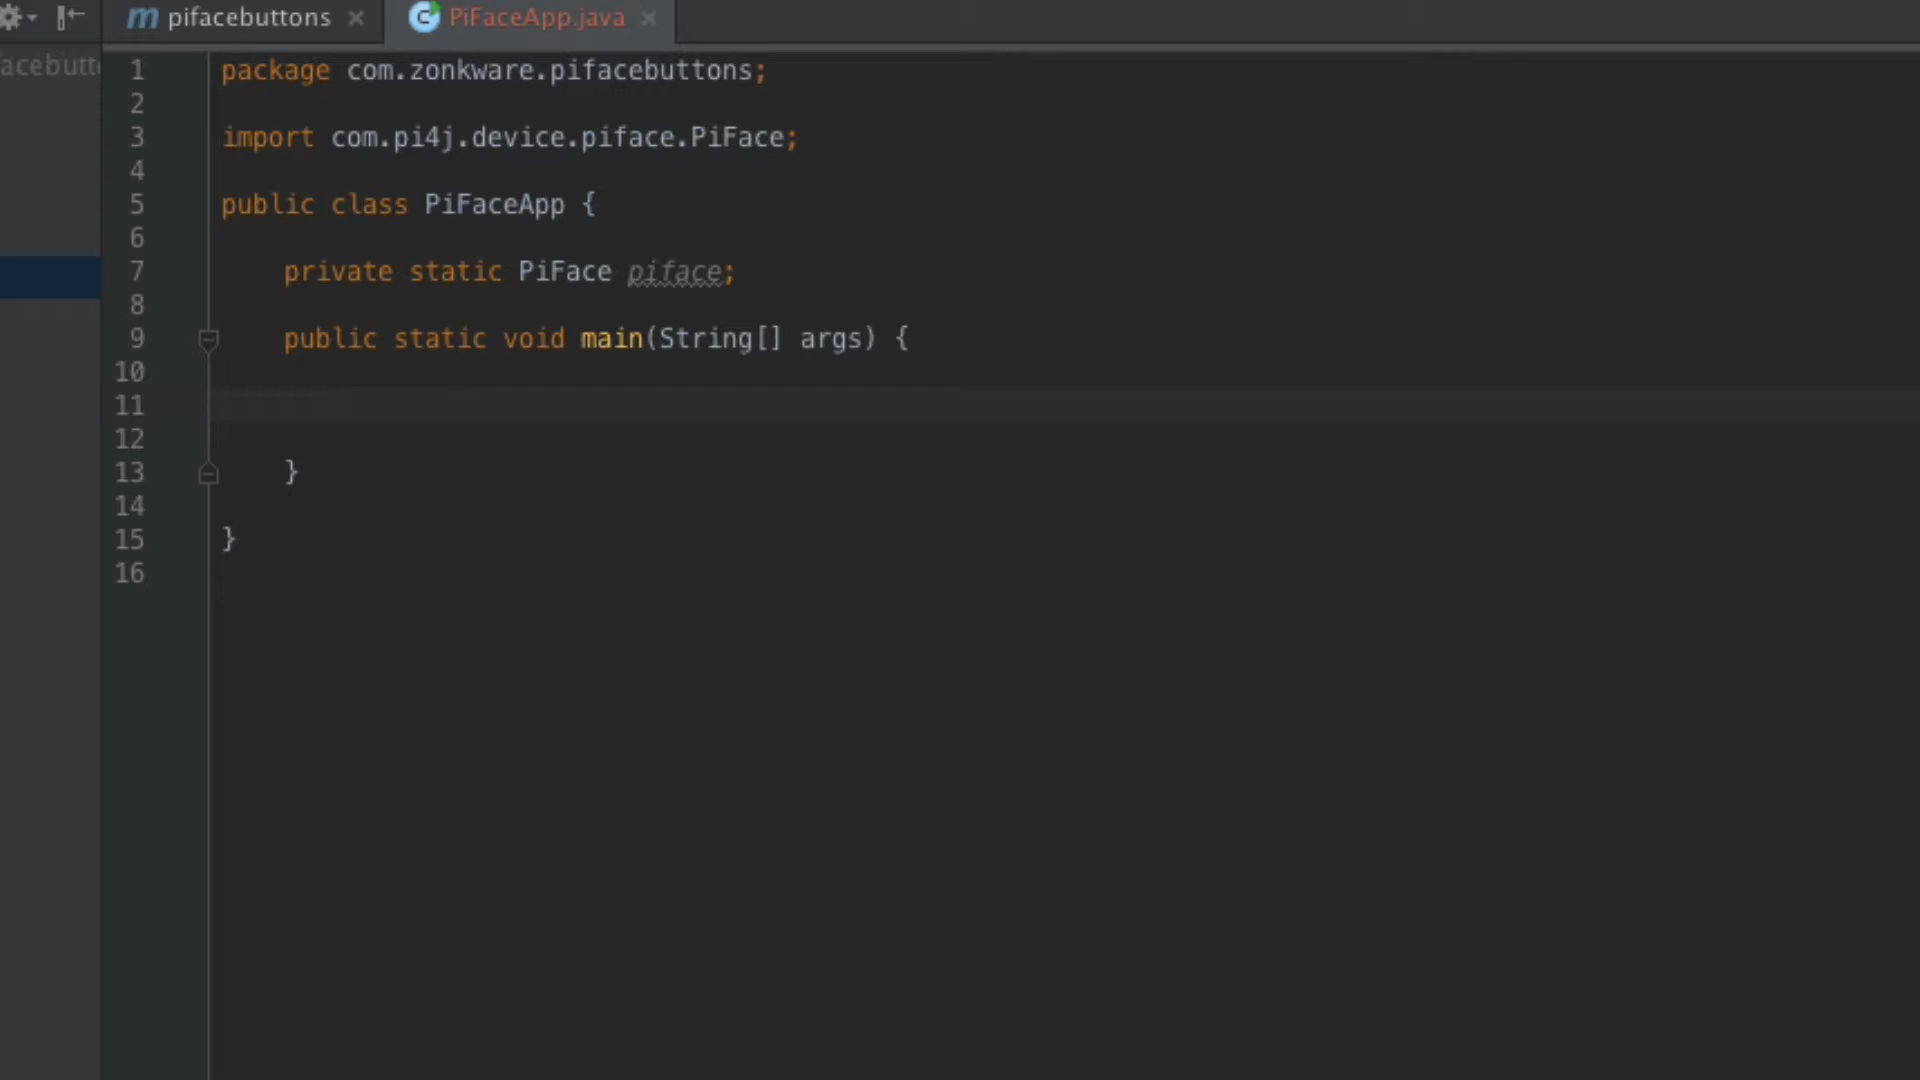 pifacebuttons
PiFaceApp.java
acebutt
1 package com.zonkware.pifacebuttons;
2
3 import com.pi4j.device.piface.PiFace;
4
5 public class PiFaceApp {
6
7 private static PiFace piface;
8
9 public static void main(String[] args) {
10
11
12
13 }
14
15 }
16